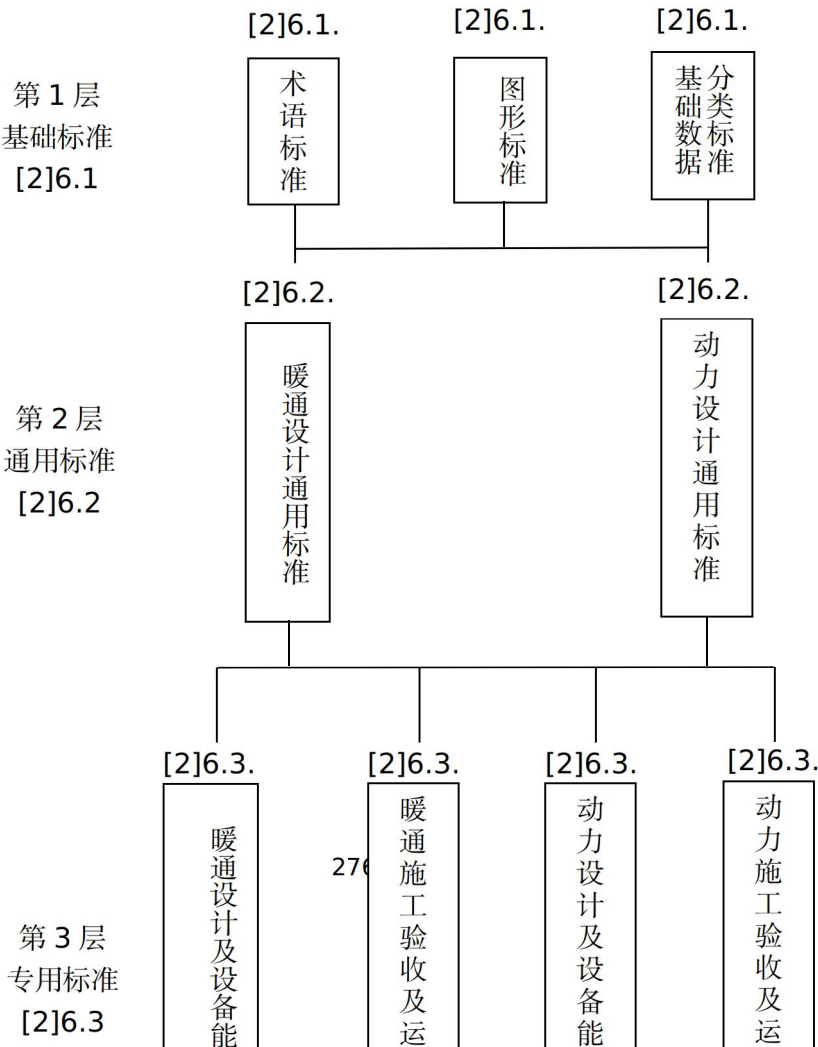 [2]6.1.
[2]6.1.
[2]6.1.
第1层
基础标准
[2]6.1
术语标准
图形标准
分类标准
基础数据
[2]6.2.
[2]6.2.
第2层
通用标准
[2]6.2
暖通设计通用标准
动力设计通用标准
[2]6.3.
[2]6.3.
[2]6.3.
[2]6.3.
第3层
专用标准
[2]6.3
暖通设计及设备能
276
暖通施工验收及运
动力设计及设备能
动力施工验收及运